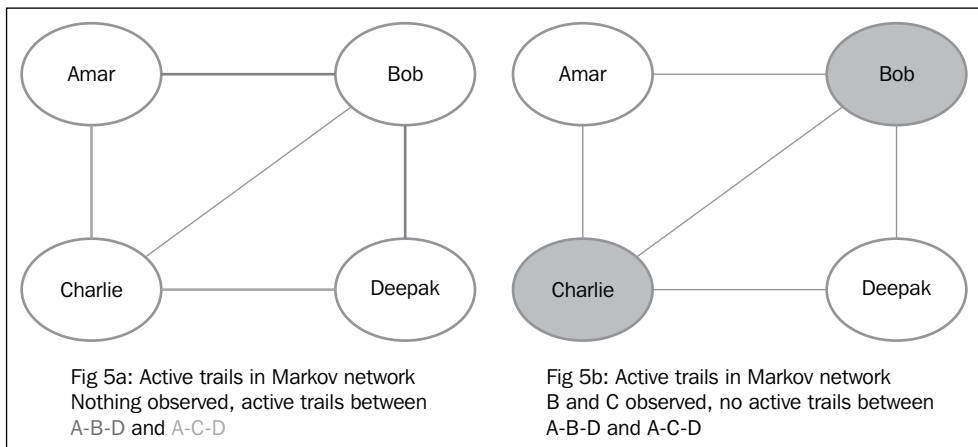 Amar
Bob
Charlie
Deepak
Fig 5a: Active trails in Markov network
Nothing observed, active trails between
A-B-D and A-C-D
Amar
Bob
Charlie
Deepak
Fig 5b: Active trails in Markov network
B and C observed, no active trails between
A-B-D and A-C-D